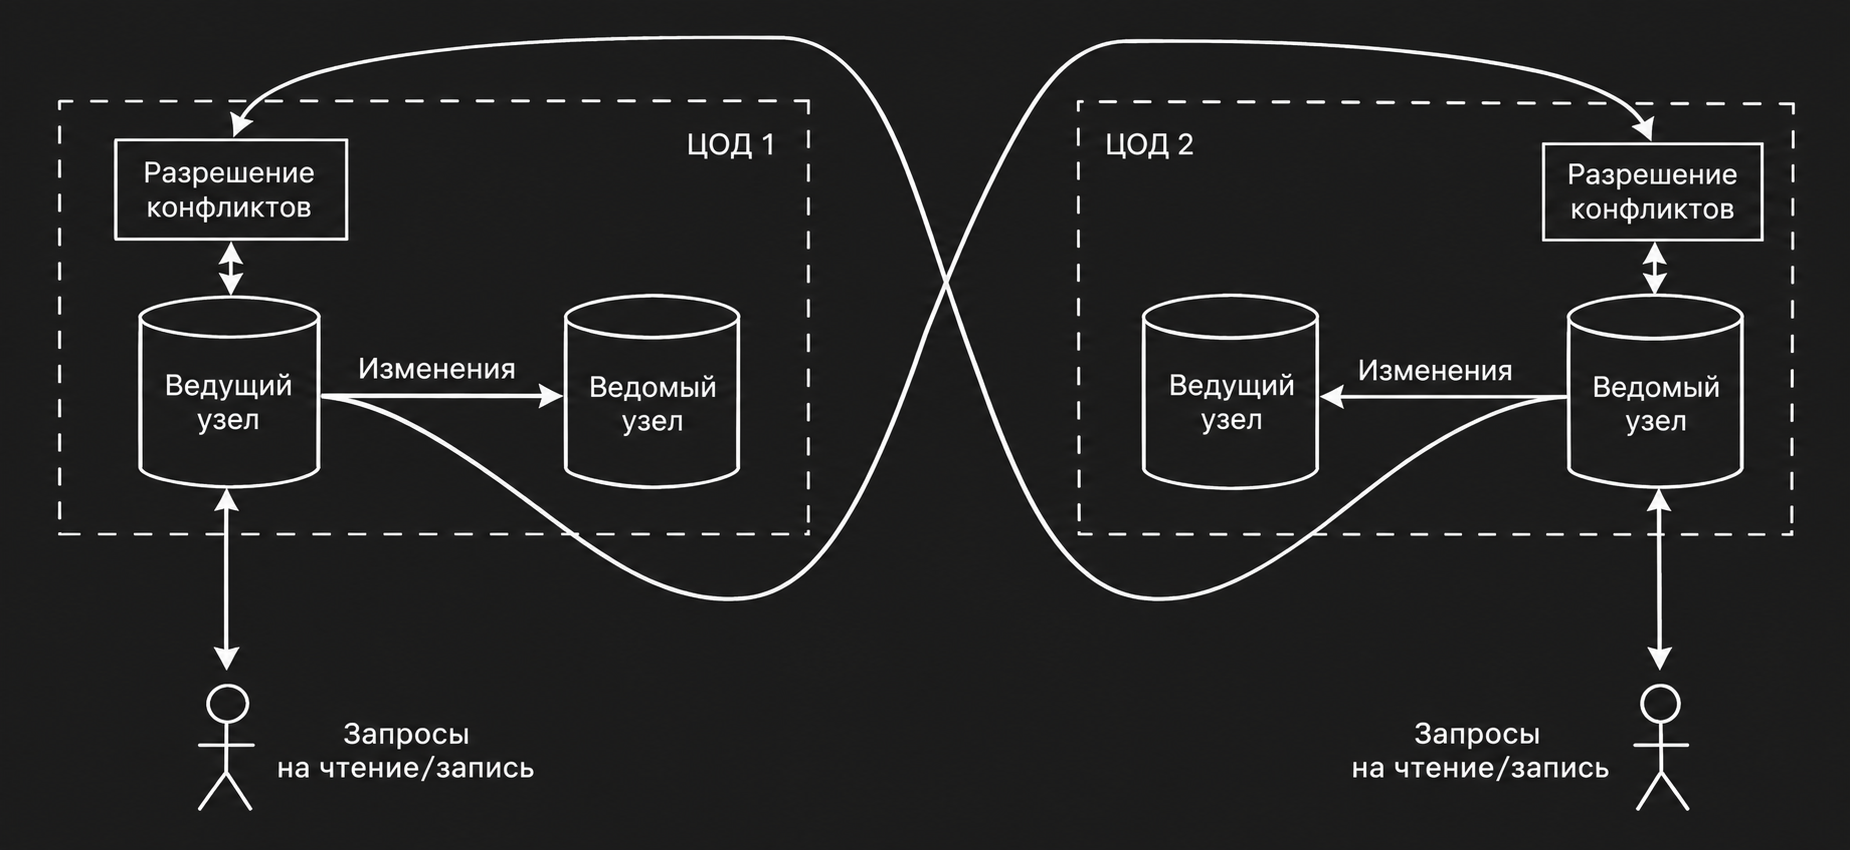 ЦОД 1
Разрешение
конфликтов
Ведущий
узел
Изменения
Ведомый
узел
Запросы
на чтение/запись
ЦОД 2
Разрешение
конфликтов
Ведущий
узел
Изменения
Ведомый
узел
Запросы
на чтение/запись